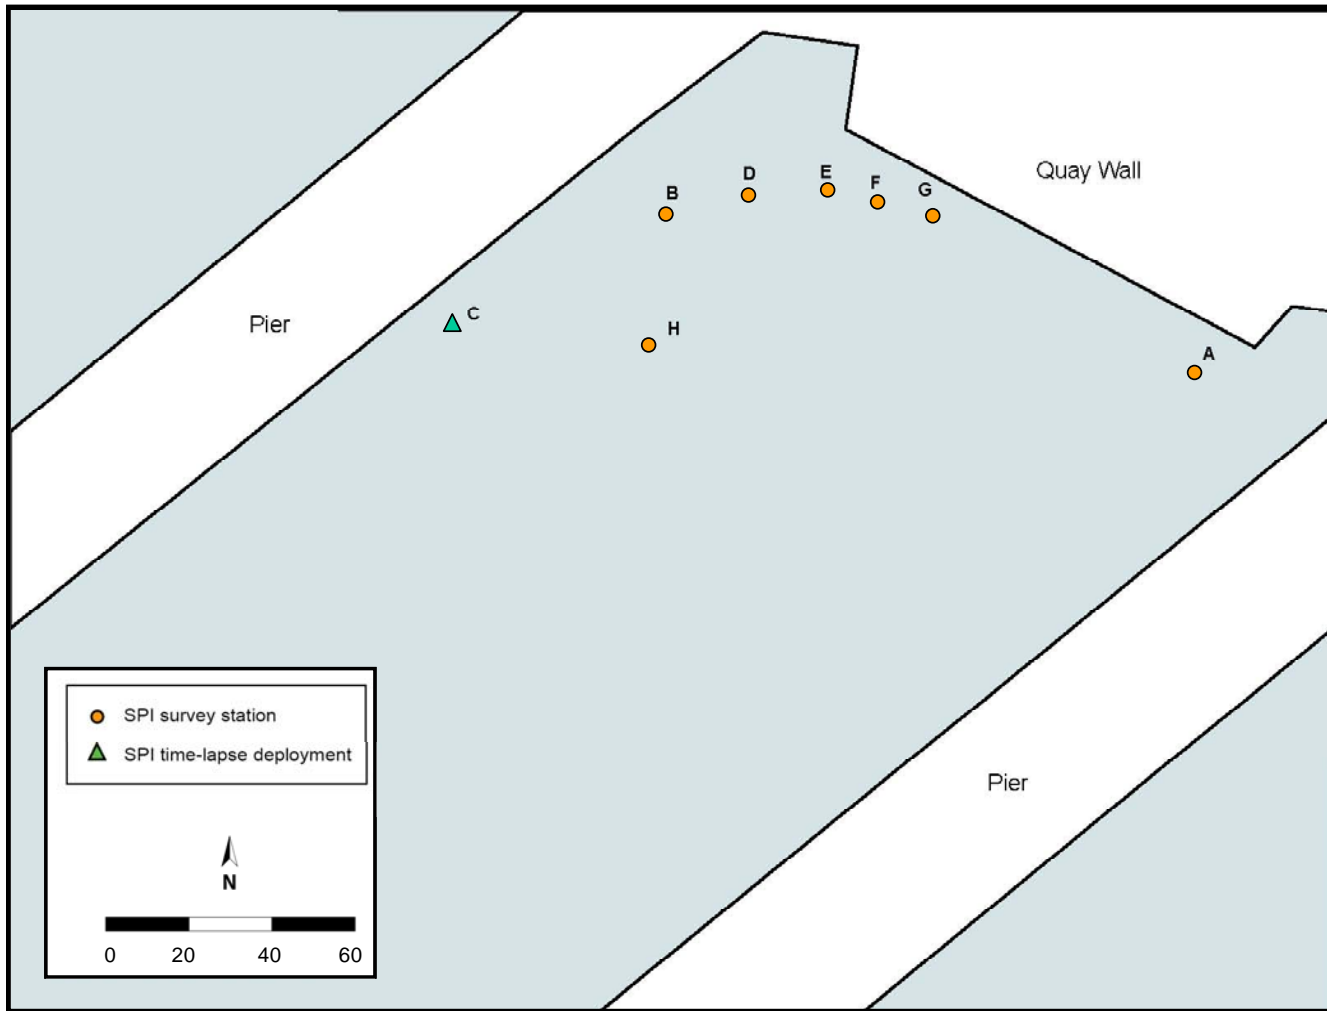 Quay Wall
E
D
F
B
G
C
Pier
H
A
SPI survey station
SPI time-lapse deployment
Pier
N
0 20 40 60